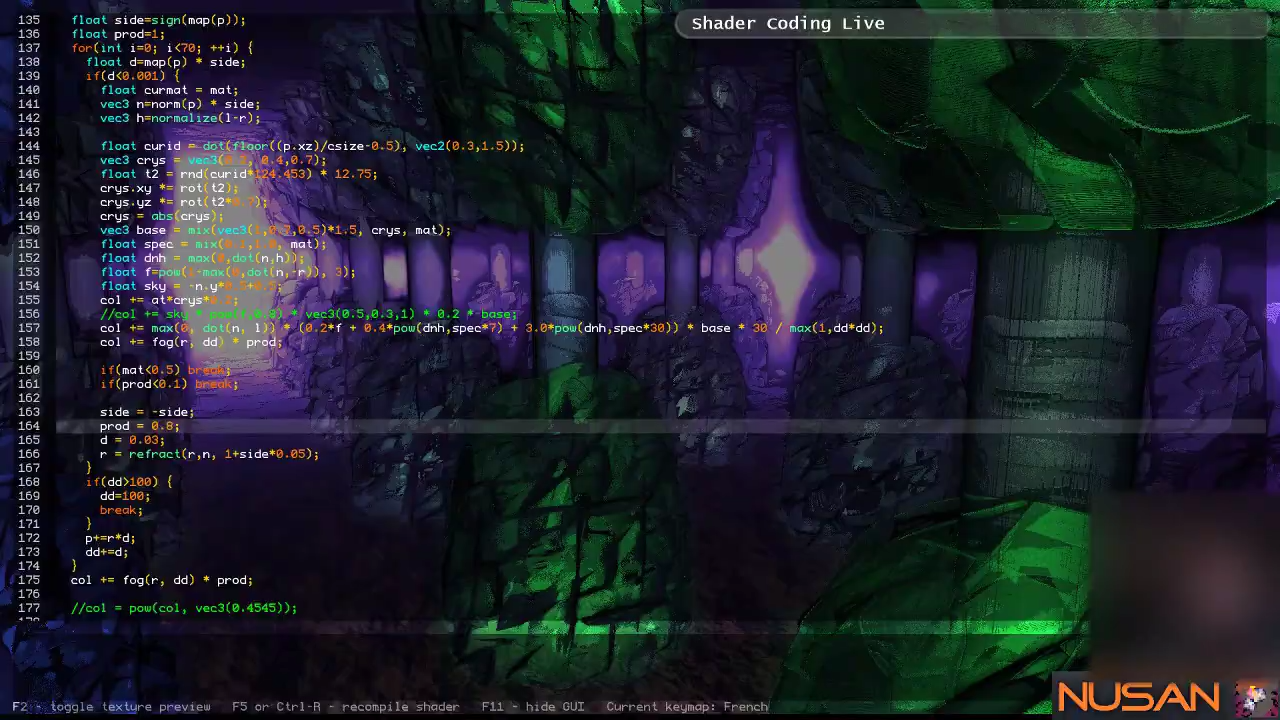 Shader Coding Live
135 float side=sign(map(p));
136 float prod=1;
137 for(int i=0; i<70; ++i) {
138 float d=map(p) * side;
139 if(d<0.001) {
140 float curmat = mat;
141 vec3 n=norm(p) * side;
142 vec3 h=normalize(l-r);
143
144 float curid = dot(floor((p.xz)/csize-0.5), vec2(0.3,1.5));
145 vec3 crys = vec3( 0.4,0.7);
146 float t2 = rnd(curid*124.453) * 12.75;
147 crys.xy *= rot(t2);
148 crys.yz *= rot(t2*0.7);
149 crys = abs(crys);
150 vec3 base = mix(vec3(1,0.7,0.5)*1.5, crys, mat);
151 float spec = mix( mat);
152 float dnh = max(0,dot(n,h));
153 float f=pow(1-max(0,dot(n,-r)), 3);
154 float sky = -n.y*0.5+0.5;
155 col += at*crys*
156 //col += sky * * vec3(0.5,0.3,1) * 0.2 * base;
157 col += max(0, dot(n, l)) * (0.2*f + 0.4*pow(dnh,spec*7) + 3.0*pow(dnh,spec*30)) * base * 30 / max(1,dd*dd);
158 col += fog(r, dd) * prod;
159
160 if(mat<0.5) break;
161 if(prod<0.1) break;
162
163 side = -side;
164 prod = 0.8;
165 d = 0.03;
166 r = refract(r,n, 1+side*0.05);
167 }
168 if(dd>100) {
169 dd=100;
170 break;
171 }
172 p+=r*d;
173 dd+=d;
174 }
175 col += fog(r, dd) * prod;
176
177 //col = pow(col, vec3(0.4545));
F2 - toggle texture preview F5 or Ctrl-R - recompile shader F11 - hide GUI Current keymap: French
NUSAN